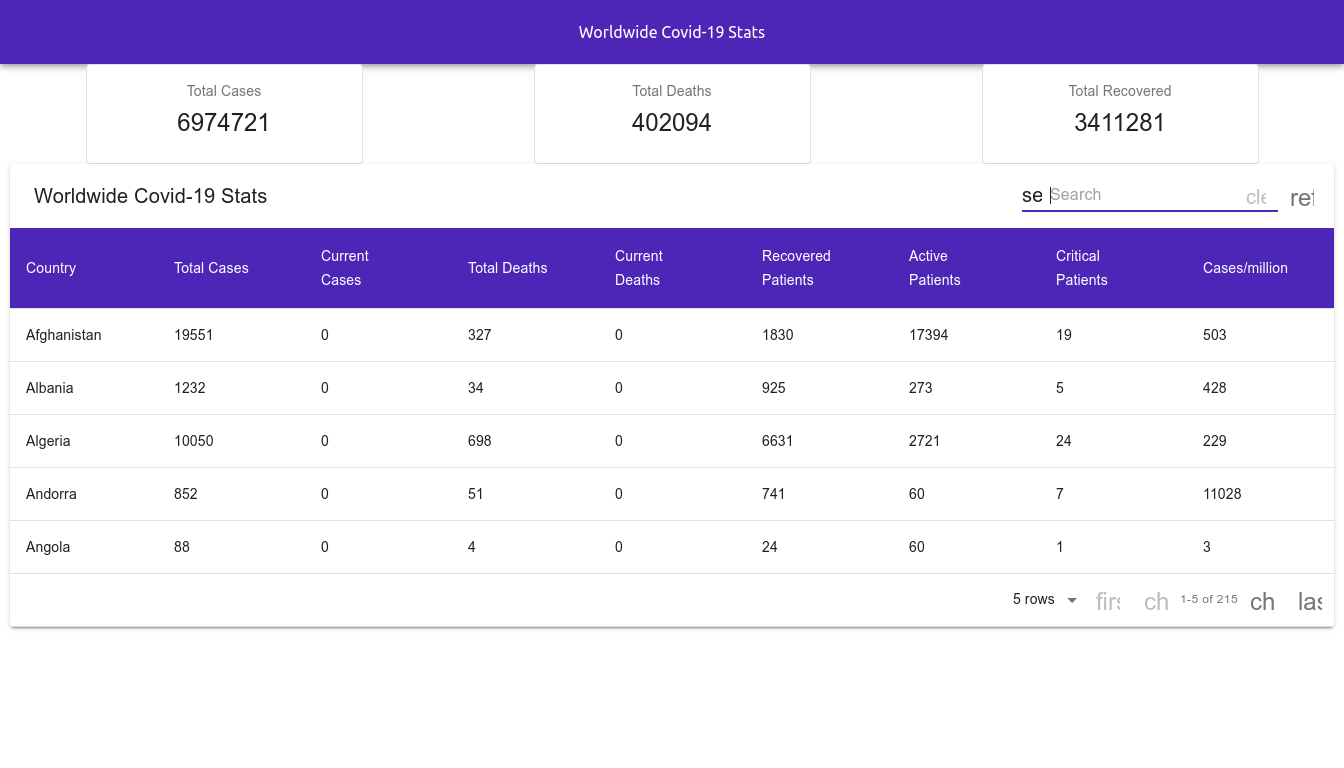 Worldwide Covid-19 Stats
Total Cases
6974721
Total Deaths
402094
Total Recovered
3411281
Worldwide Covid-19 Stats
se Search cle ref
Country Total Cases Current Cases Total Deaths Current Deaths Recovered Patients Active Patients Critical Patients Cases/million
Afghanistan 19551 0 327 0 1830 17394 19 503
Albania 1232 0 34 0 925 273 5 428
Algeria 10050 0 698 0 6631 2721 24 229
Andorra 852 0 51 0 741 60 7 11028
Angola 88 0 4 0 24 60 1 3
5 rows firs ch 1-5 of 215 ch las